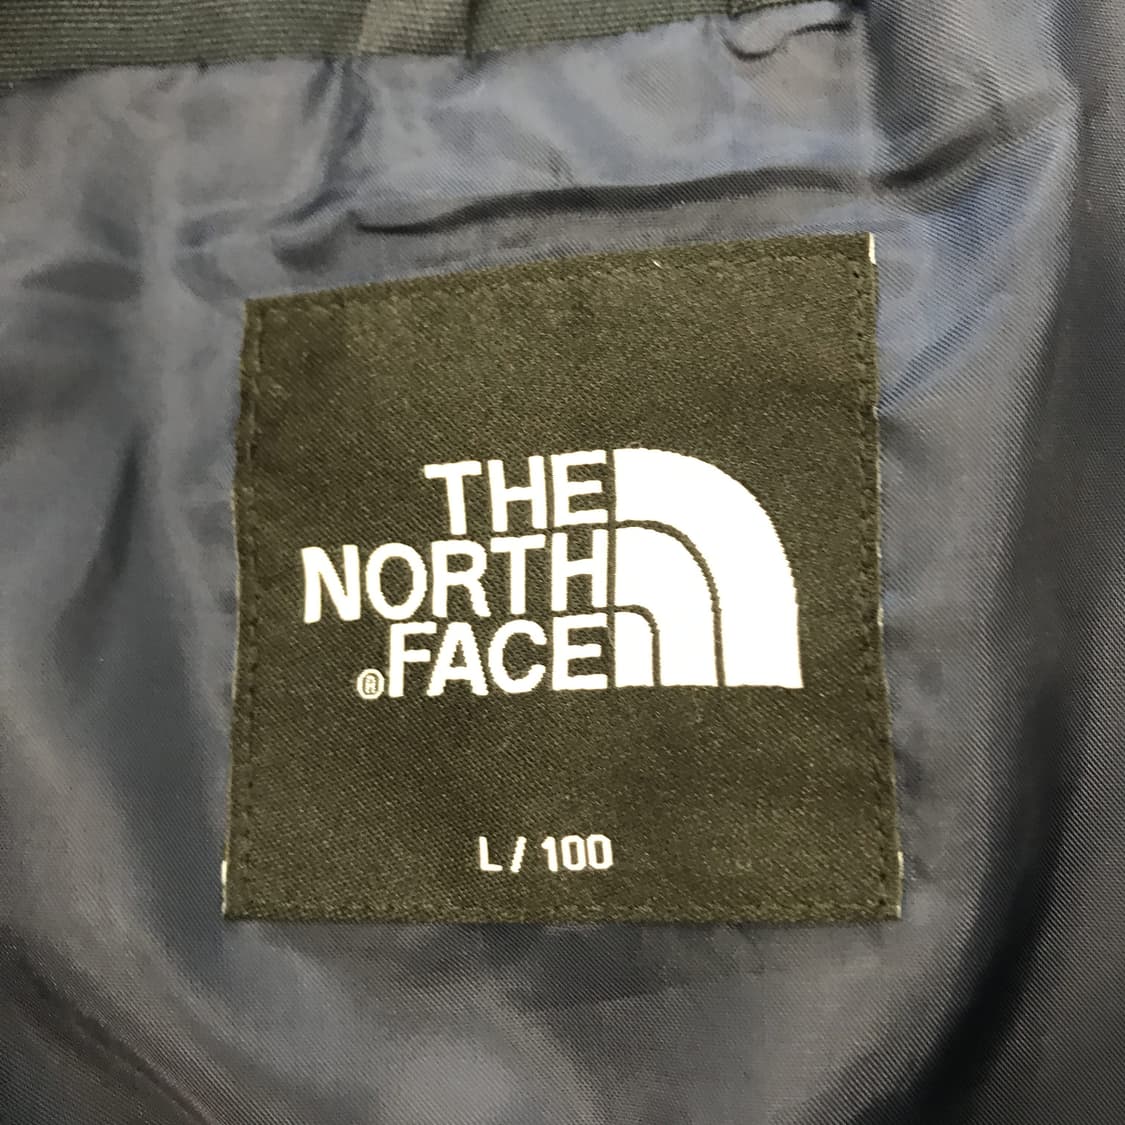 THE
NORTH
®FACE
L / 100